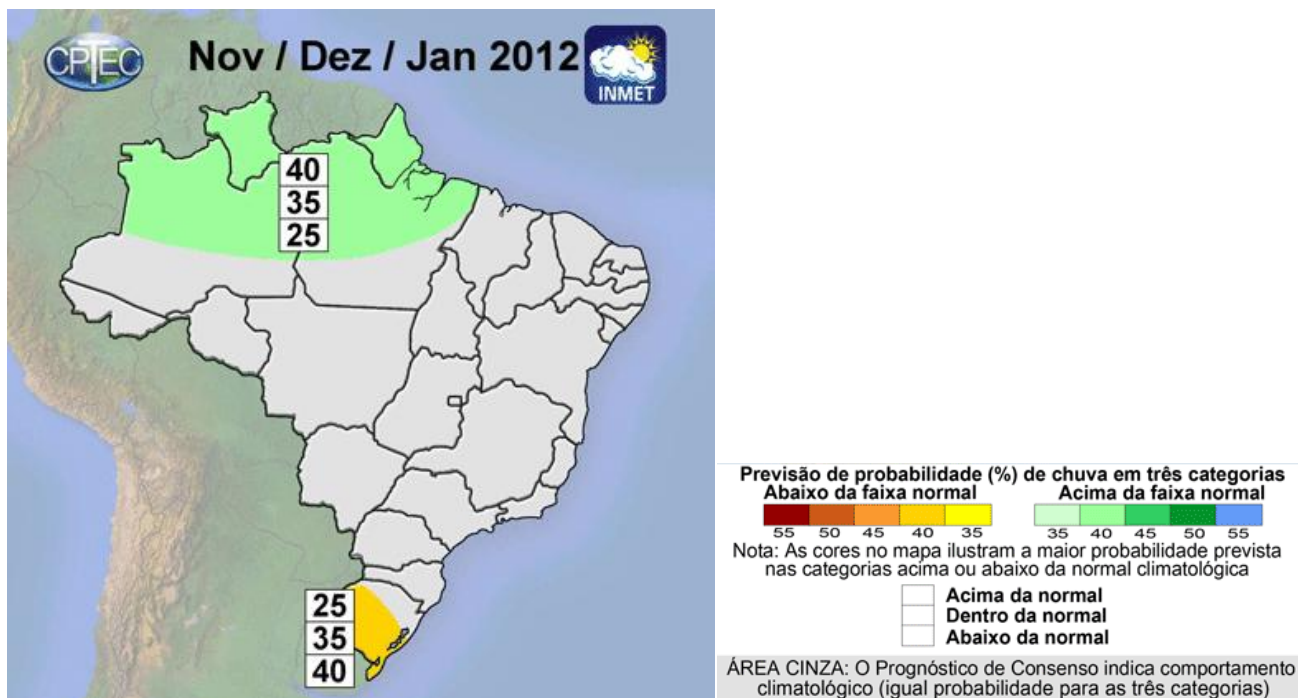 CPTEC
Nov / Dez / Jan 2012
INMET
40
35
25
25
35
40
Previsão de probabilidade (%) de chuva em três categorias
Abaixo da faixa normal Acima da faixa normal
55 50 45 40 35 35 40 45 50 55
Nota: As cores no mapa ilustram a maior probabilidade prevista
nas categorias acima ou abaixo da normal climatológica
Acima da normal
Dentro da normal
Abaixo da normal
ÁREA CINZA: O Prognóstico de Consenso indica comportamento
climatológico (igual probabilidade para as três categorias)